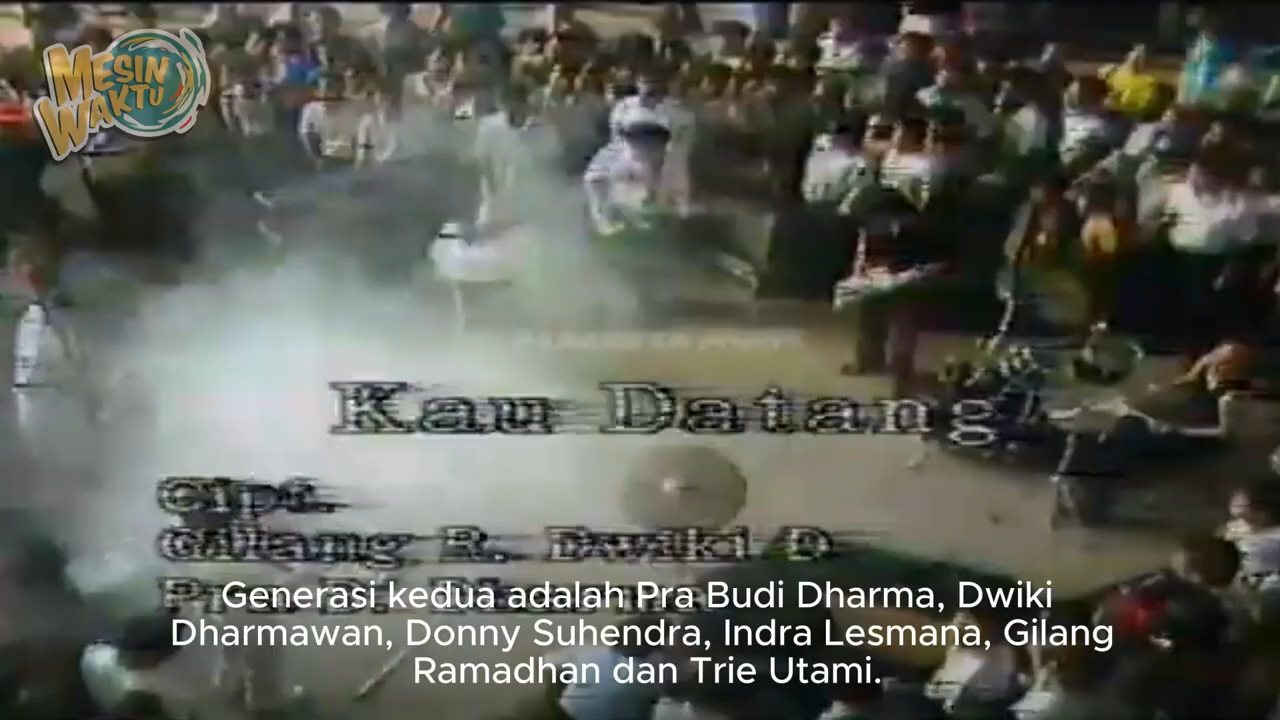 MESIN
WAKTU
Kau Datang
Cipt.
Gilang R. Dwiki D
Generasi kedua adalah Pra Budi Dharma, Dwiki
Dharmawan, Donny Suhendra, Indra Lesmana, Gilang
Ramadhan dan Trie Utami.